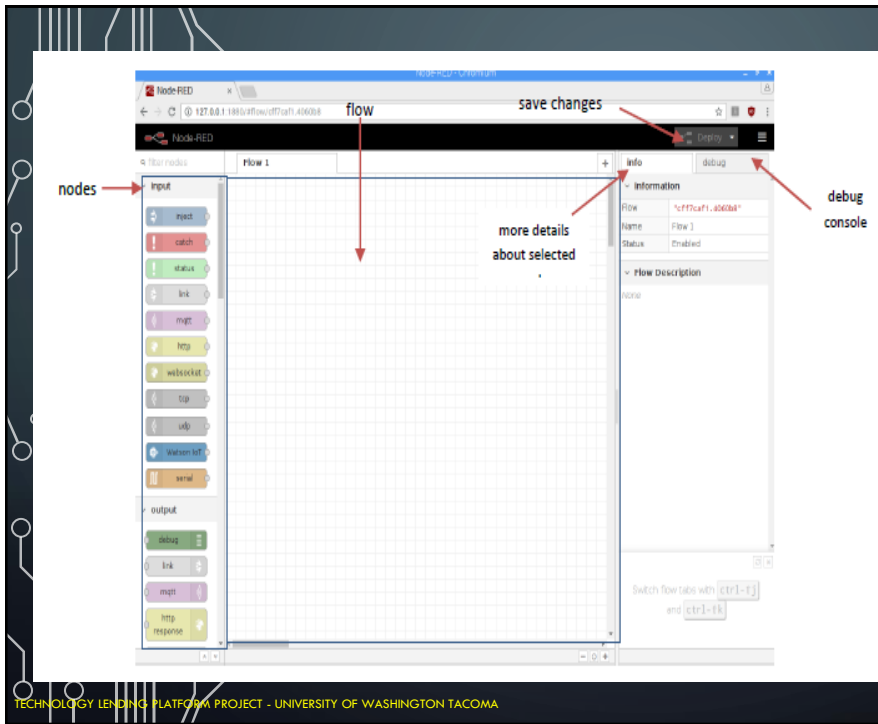 Node-RED - Chromium
Node-RED
127.0.0.1:1880/#flow/cff7caf1.4060b8
flow
save changes
Node-RED
Deploy
filter nodes
Flow 1
info
debug
nodes
input
Information
debug
console
inject
Flow
"cff7caf1.4060b8"
more details
about selected
catch
Name
Flow 1
status
Status
Enabled
link
Flow Description
mqtt
None
http
websocket
tcp
udp
Watson IoT
serial
output
debug
link
mqtt
http
response
Switch flow tabs with ctrl-[
and ctrl-]
TECHNOLOGY LENDING PLATFORM PROJECT - UNIVERSITY OF WASHINGTON TACOMA